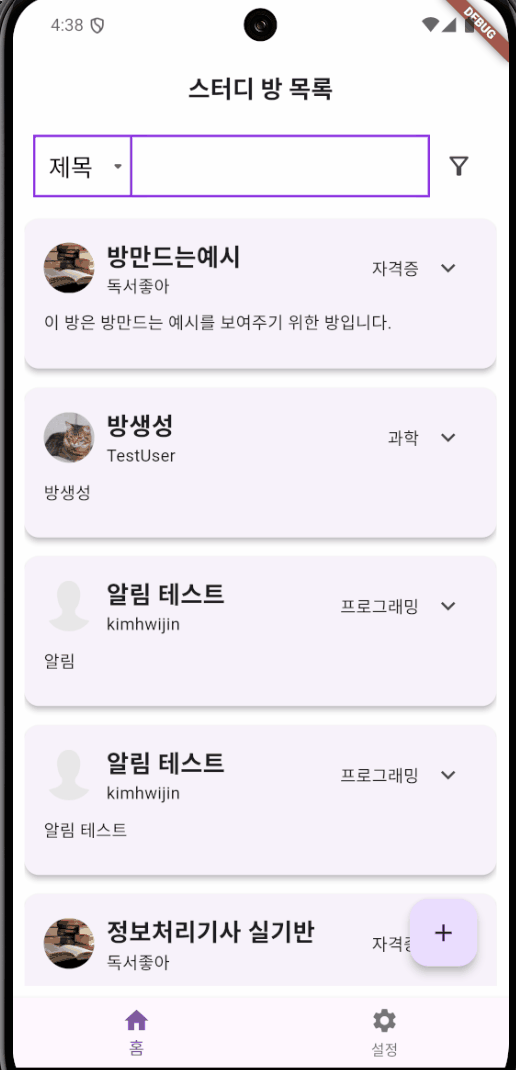 4:38
DEBUG
스터디 방 목록
제목
방만드는예시
자격증
독서좋아
이 방은 방만드는 예시를 보여주기 위한 방입니다.
방생성
과학
TestUser
방생성
알림 테스트
프로그래밍
kimhwijin
알림
알림 테스트
프로그래밍
kimhwijin
알림 테스트
정보처리기사 실기반
자격
독서좋아
+
홈
설정